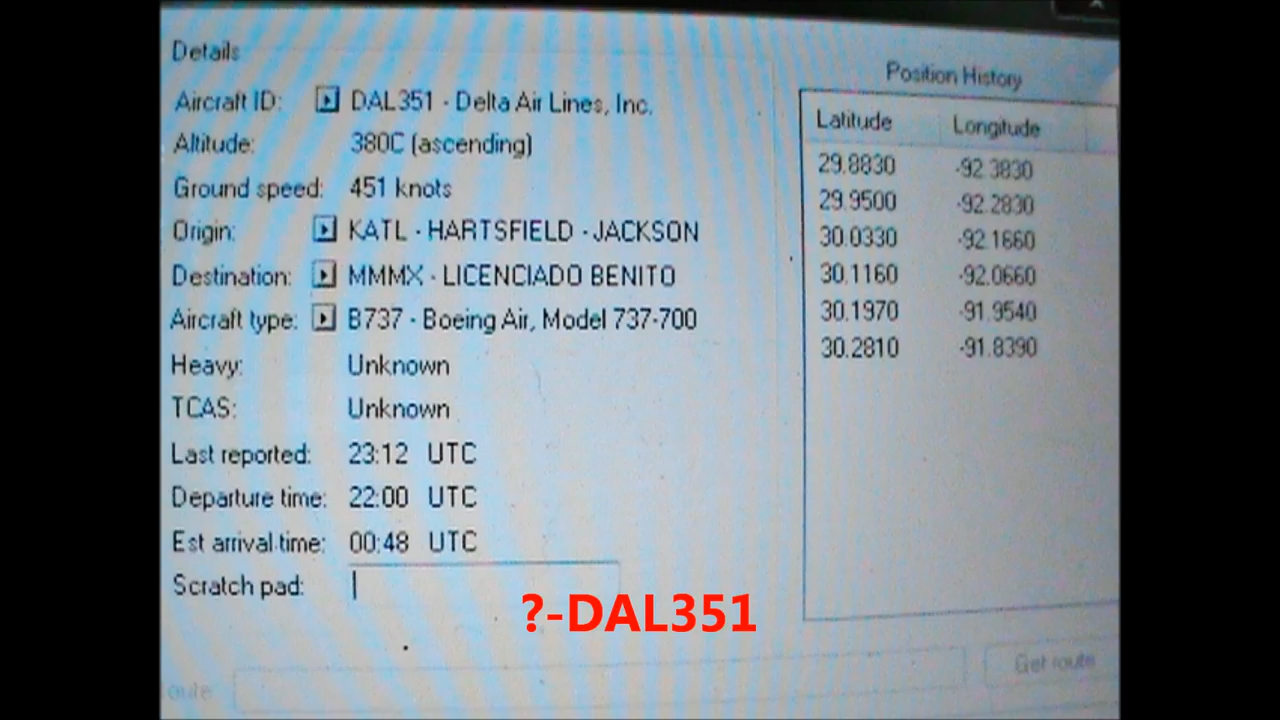 Details
Aircraft ID: DAL351 - Delta Air Lines, Inc.
Altitude: 380C (ascending)
Ground speed: 451 knots
Origin: KATL - HARTSFIELD - JACKSON
Destination: MMMX - LICENCIADO BENITO
Aircraft type: B737 - Boeing Air, Model 737-700
Heavy: Unknown
TCAS: Unknown
Last reported: 23:12 UTC
Departure time: 22:00 UTC
Est arrival time: 00:48 UTC
Scratch pad:
Position History
Latitude Longitude
29.8830 -92.3830
29.9500 -92.2830
30.0330 -92.1660
30.1160 -92.0660
30.1970 -91.9540
30.2810 -91.8390
?-DAL351
Get route